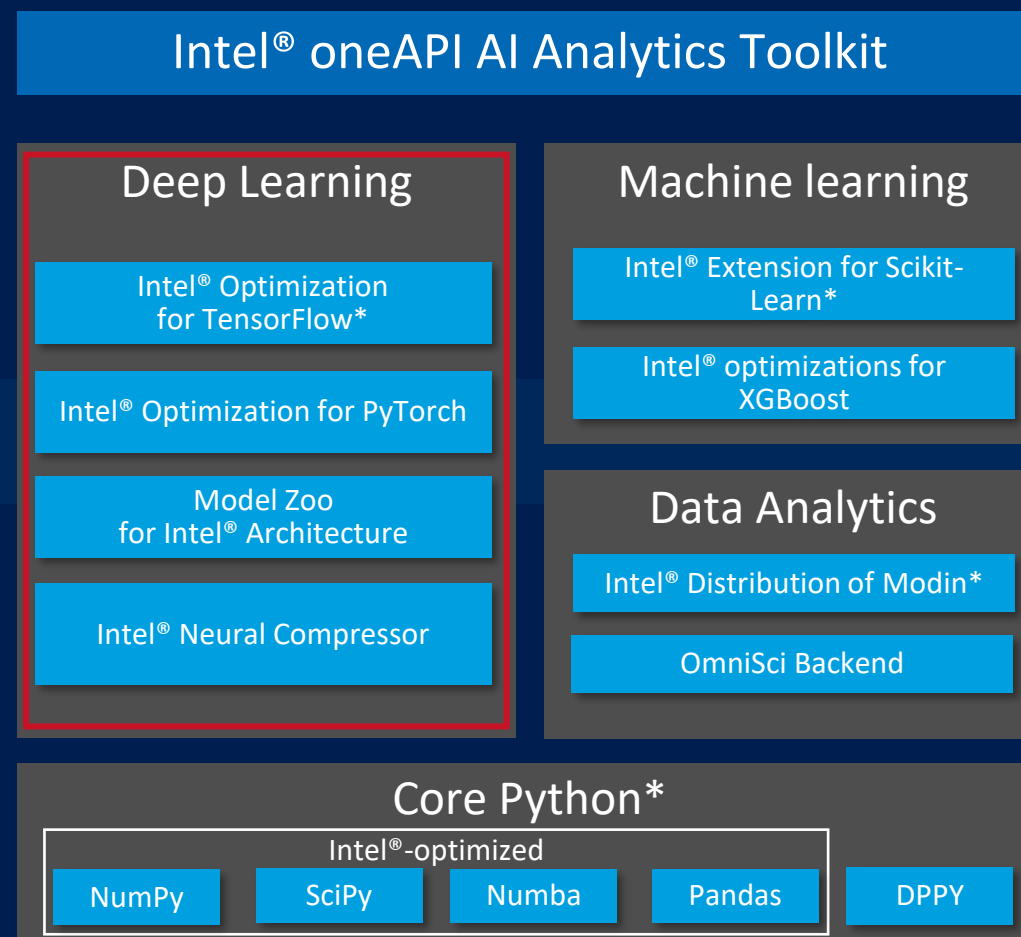 Intel® oneAPI AI Analytics Toolkit
Deep Learning
Intel® Optimization
for TensorFlow*
Intel® Optimization for PyTorch
Model Zoo
for Intel® Architecture
Intel® Neural Compressor
Machine learning
Intel® Extension for Scikit-
Learn*
Intel® optimizations for
XGBoost
Data Analytics
Intel® Distribution of Modin*
OmniSci Backend
Core Python*
Intel®-optimized
NumPy
SciPy
Numba
Pandas
DPPY